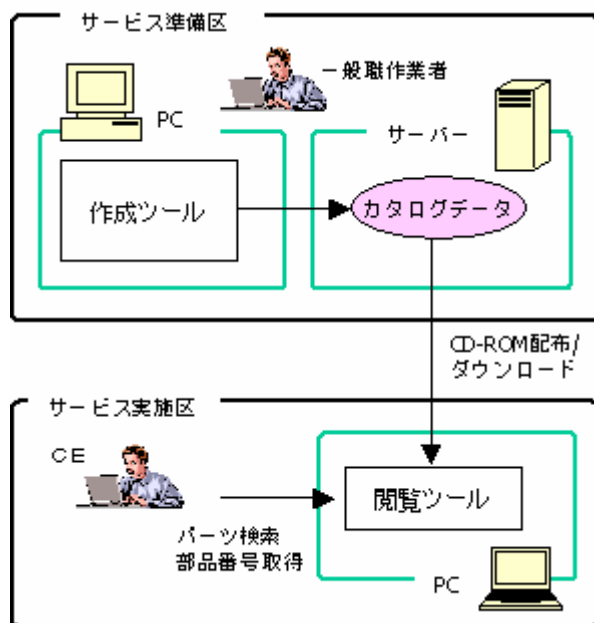 サービス準備区
一般職作業者
PC
サーバー
作成ツール
カタログデータ
CD-ROM配布/
ダウンロード
サービス実施区
CE
閲覧ツール
パーツ検索
部品番号取得
PC